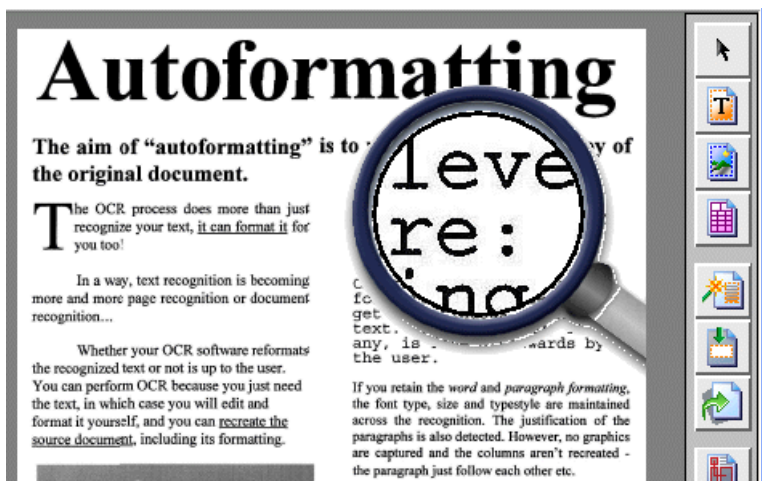 Autoformatting
The aim of “autoformatting” is to
the original document.
The OCR process does more than just
recognize your text, it can format it for
you too!
In a way, text recognition is becoming
more and more page recognition or document
recognition...
Whether your OCR software reformats
the recognized text or not is up to the user.
You can perform OCR because you just need
the text, in which case you will edit and
format it yourself, and you can recreate the
source document, including its formatting.
of
leve
re:
ing
get
text.
any, is
by
the user.
If you retain the word and paragraph formatting,
the font type, size and typestyle are maintained
across the recognition. The justification of the
paragraphs is also detected. However, no graphics
are captured and the columns aren’t recreated -
the paragraph just follow each other etc.
T